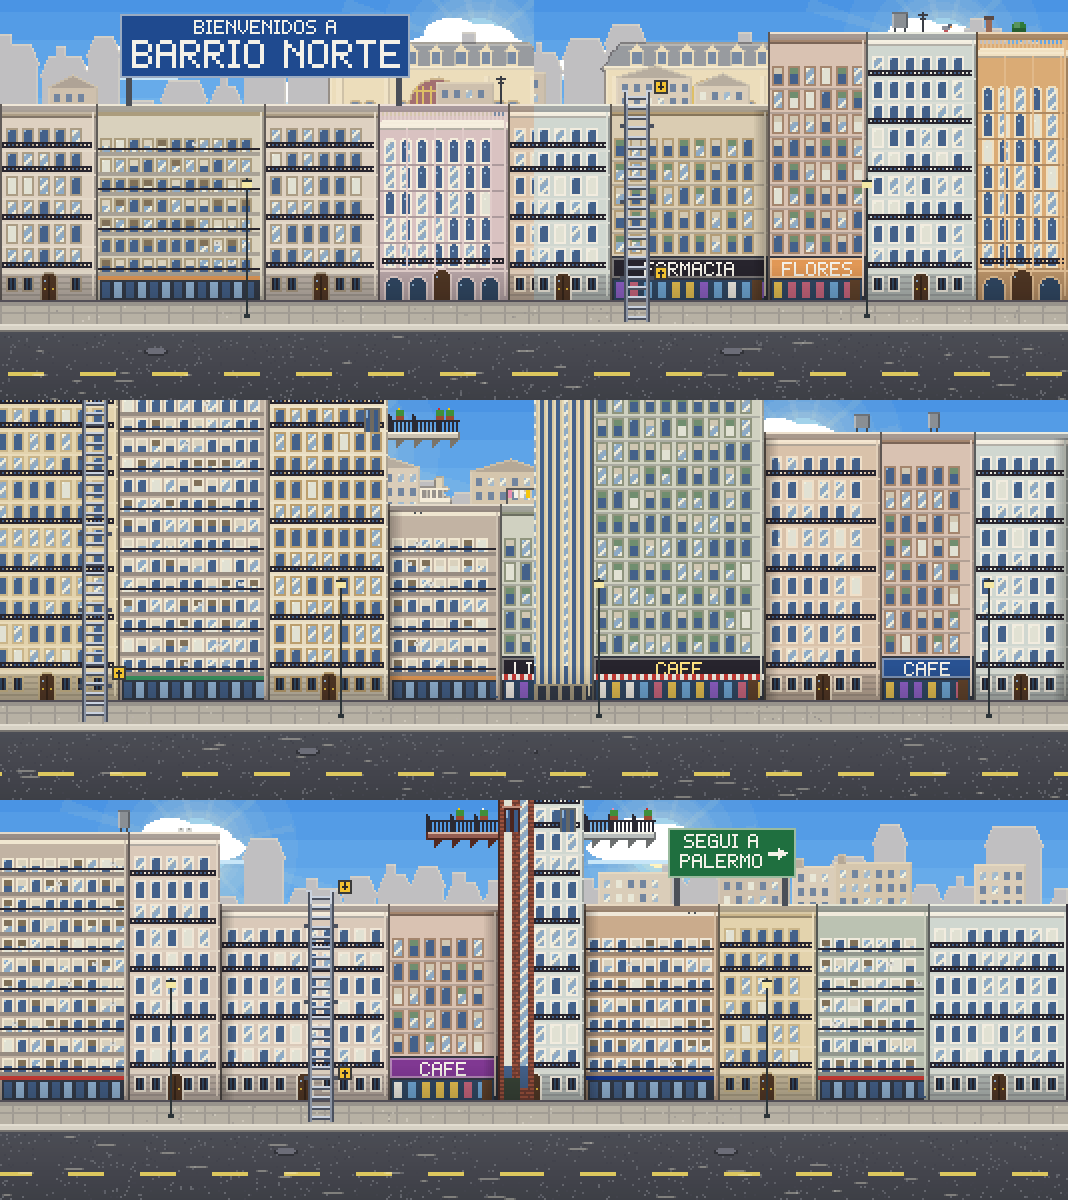 BIENVENIDOS A
BARRIO NORTE
FARMACIA
FLORES
CAFE
CAFE
SEGUI A
PALERMO
CAFE